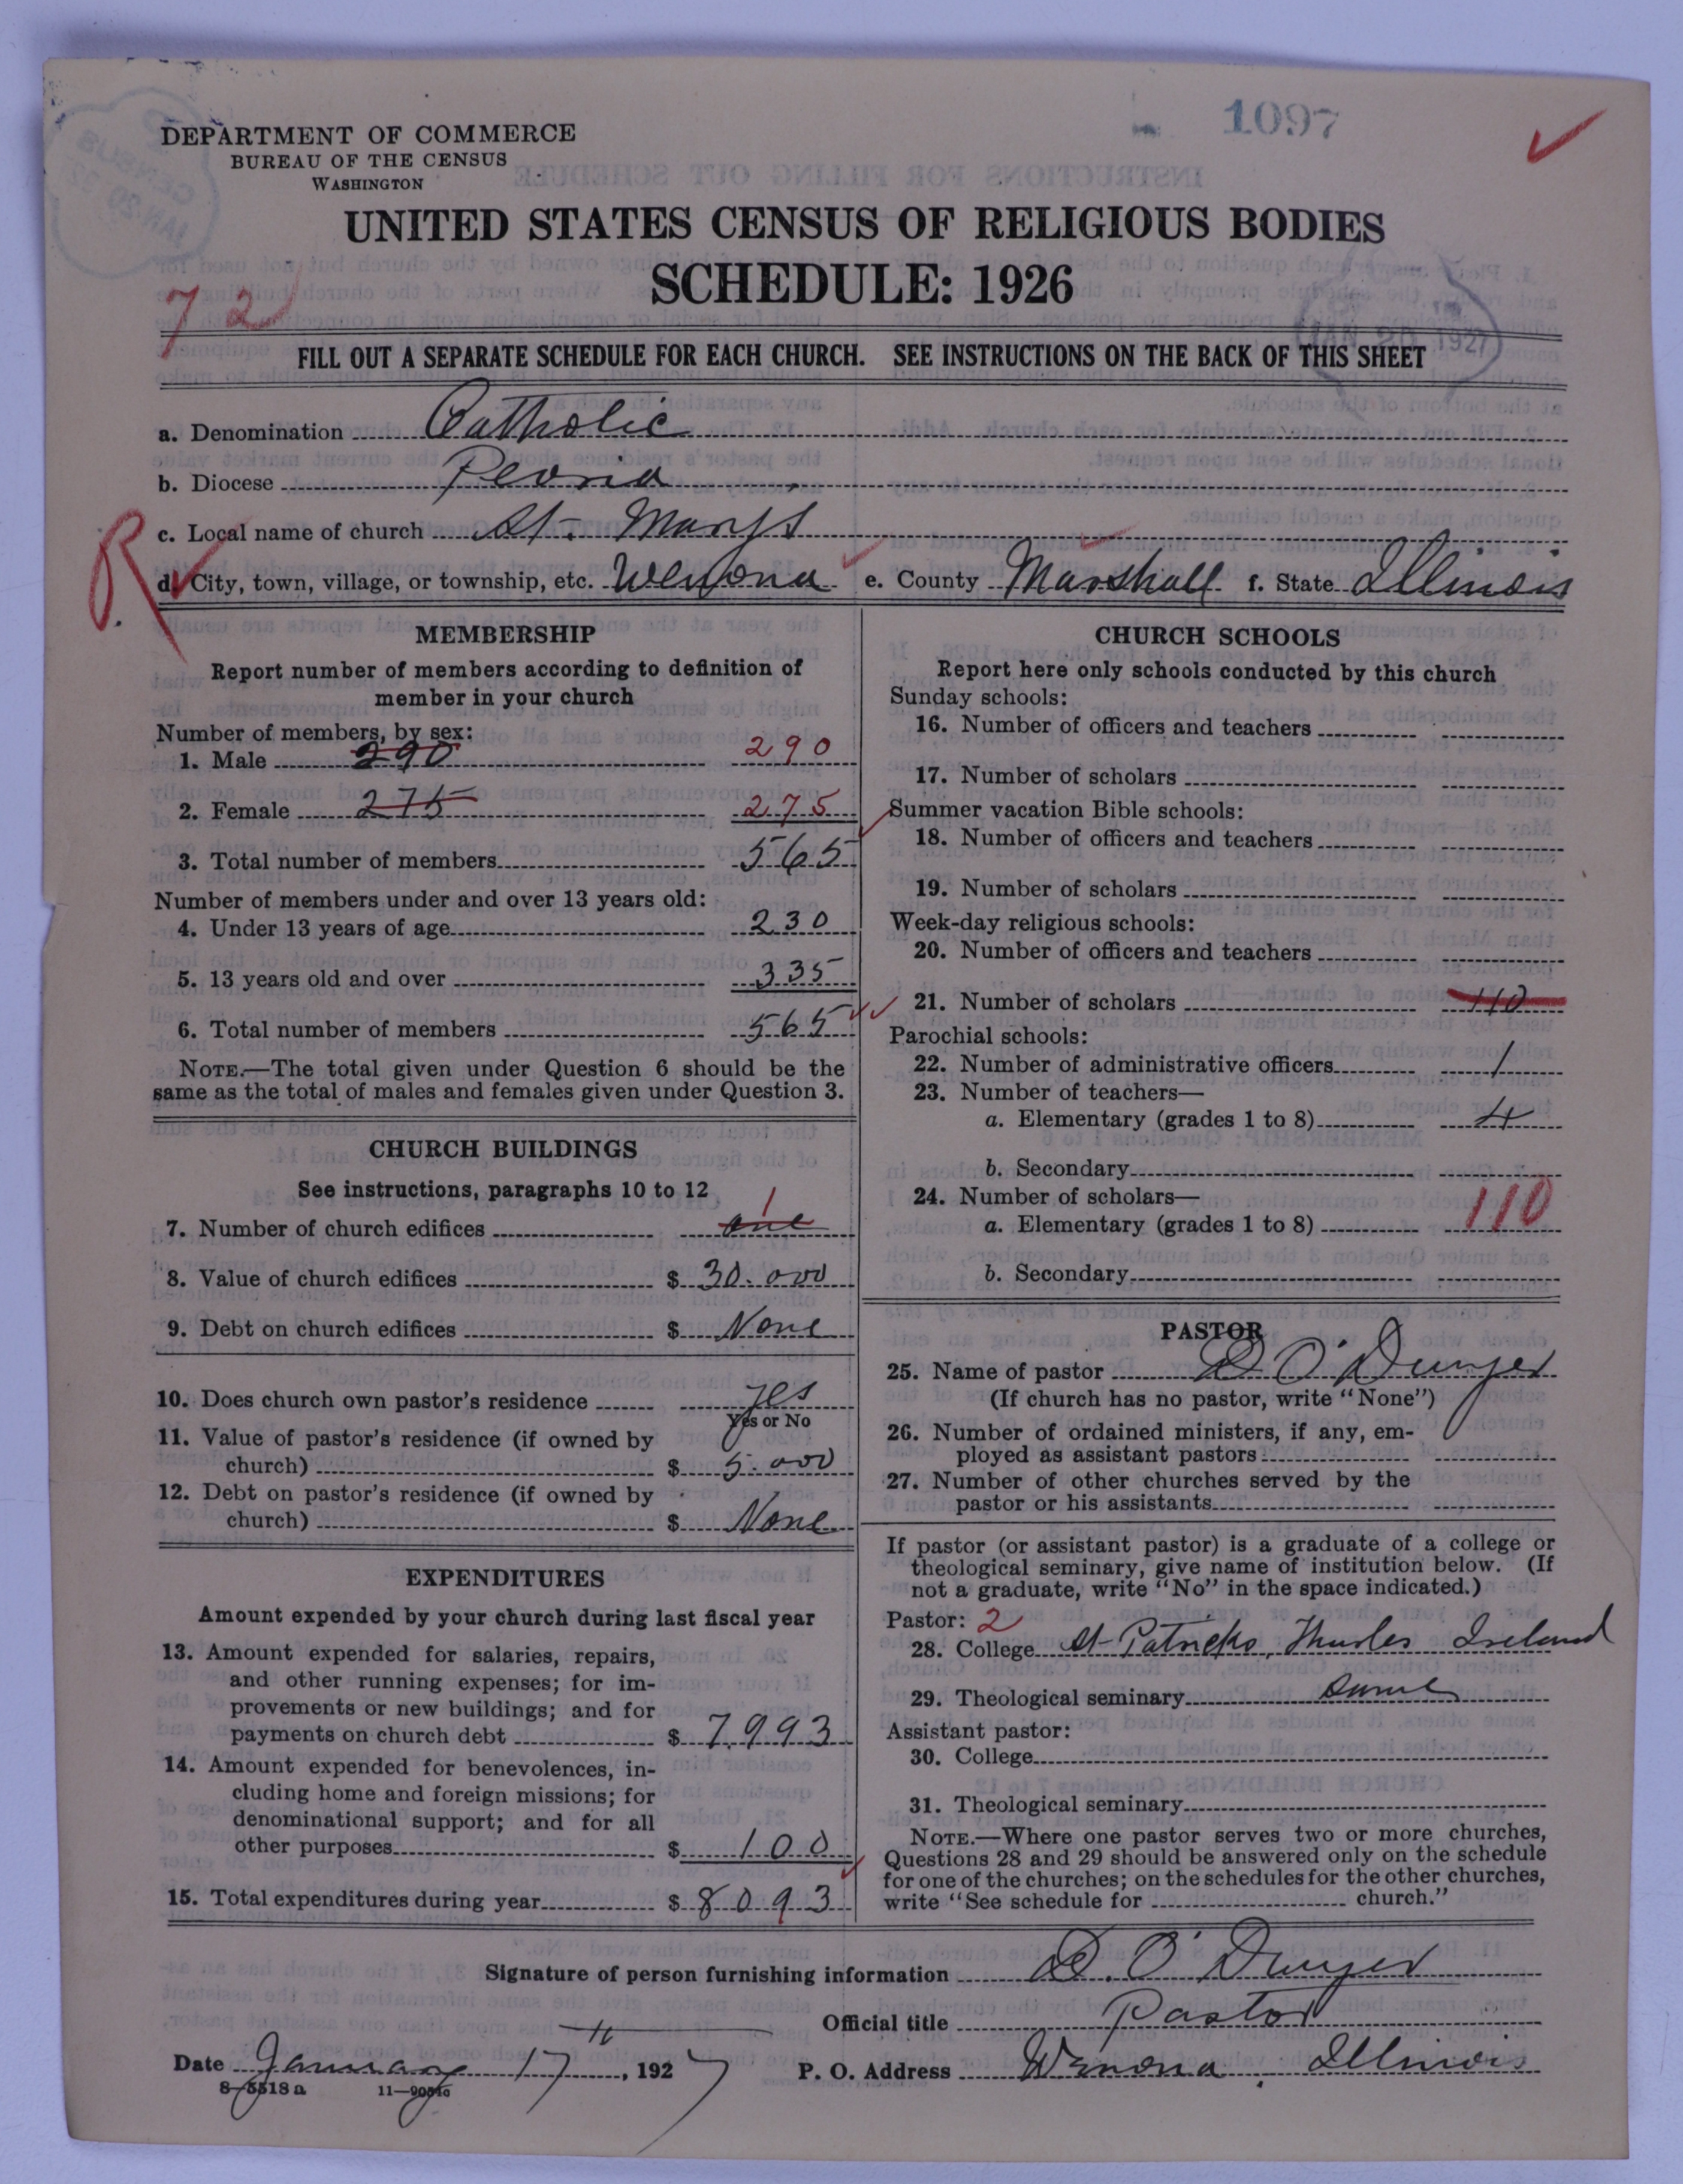 1097
DEPARTMENT OF COMMERCE
BUREAU OF THE CENSUS
WASHINGTON
UNITED STATES CENSUS OF RELIGIOUS BODIES
SCHEDULE: 1926
72
JAN 20 1927
FILL OUT A SEPARATE SCHEDULE FOR EACH CHURCH. SEE INSTRUCTIONS ON THE BACK OF THIS SHEET
a. Denomination Catholic
b. Diocese Peoria
c. Local name of church St. Marys
R
d. City, town, village, or township, etc. Wenona e. County Marshall f. State Illinois
MEMBERSHIP
Report number of members according to definition of
member in your church
Number of members, by sex:
1. Male 290 290
2. Female 275 275
3. Total number of members 565
Number of members under and over 13 years old:
4. Under 13 years of age 230
5. 13 years old and over 335
6. Total number of members 565
NOTE.—The total given under Question 6 should be the
same as the total of males and females given under Question 3.
CHURCH BUILDINGS
See instructions, paragraphs 10 to 12
7. Number of church edifices one 1
8. Value of church edifices $ 30.000
9. Debt on church edifices $ None
10. Does church own pastor's residence yes
Yes or No
11. Value of pastor's residence (if owned by
church) $ 5.000
12. Debt on pastor's residence (if owned by
church) $ None
EXPENDITURES
Amount expended by your church during last fiscal year
13. Amount expended for salaries, repairs,
and other running expenses; for im-
provements or new buildings; and for
payments on church debt $ 7993
14. Amount expended for benevolences, in-
cluding home and foreign missions; for
denominational support; and for all
other purposes $ 100
15. Total expenditures during year $ 8093
CHURCH SCHOOLS
Report here only schools conducted by this church
Sunday schools:
16. Number of officers and teachers
17. Number of scholars
Summer vacation Bible schools:
18. Number of officers and teachers
19. Number of scholars
Week-day religious schools:
20. Number of officers and teachers
21. Number of scholars 110
Parochial schools:
22. Number of administrative officers 1
23. Number of teachers—
a. Elementary (grades 1 to 8) 4
b. Secondary
24. Number of scholars—
a. Elementary (grades 1 to 8) 110
b. Secondary
PASTOR
25. Name of pastor D O'Dwyer
(If church has no pastor, write "None")
26. Number of ordained ministers, if any, em-
ployed as assistant pastors
27. Number of other churches served by the
pastor or his assistants
If pastor (or assistant pastor) is a graduate of a college or
theological seminary, give name of institution below. (If
not a graduate, write "No" in the space indicated.)
Pastor: 2
28. College St Patricks, Thurles Ireland
29. Theological seminary Same
Assistant pastor:
30. College
31. Theological seminary
NOTE.—Where one pastor serves two or more churches,
Questions 28 and 29 should be answered only on the schedule
for one of the churches; on the schedules for the other churches,
write "See schedule for church."
Signature of person furnishing information D. O'Dwyer
Official title Pastor
Date January 17th, 1927 P. O. Address Wenona, Illinois
8-5518a 11-9054c